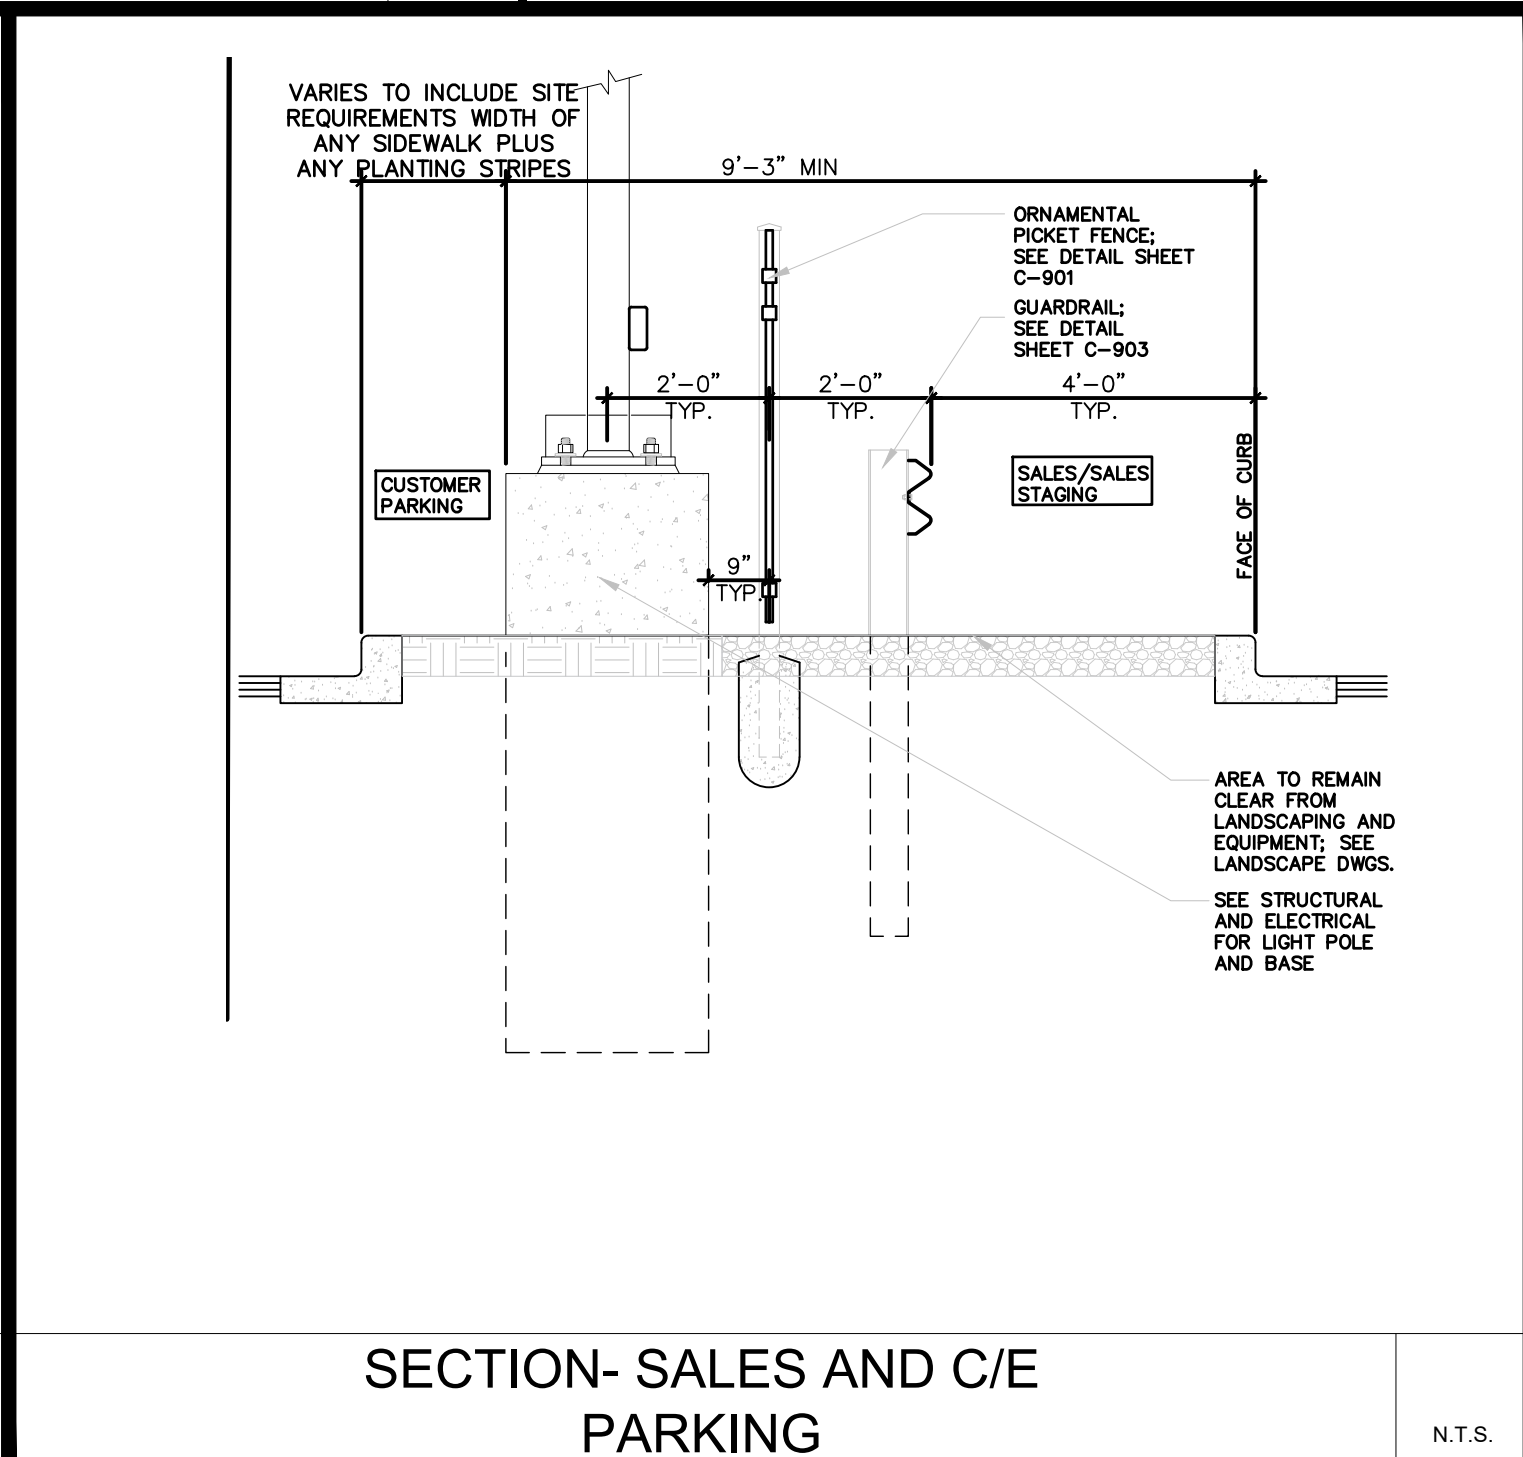 VARIES TO INCLUDE SITE
REQUIREMENTS WIDTH OF
ANY SIDEWALK PLUS
ANY PLANTING STRIPES
9'-3" MIN
ORNAMENTAL
PICKET FENCE;
SEE DETAIL SHEET
C-901
GUARDRAIL;
SEE DETAIL
SHEET C-903
2'-0"
TYP.
2'-0"
TYP.
4'-0"
TYP.
CUSTOMER
PARKING
SALES/SALES
STAGING
FACE OF CURB
9"
TYP.
AREA TO REMAIN
CLEAR FROM
LANDSCAPING AND
EQUIPMENT; SEE
LANDSCAPE DWGS.
SEE STRUCTURAL
AND ELECTRICAL
FOR LIGHT POLE
AND BASE
SECTION- SALES AND C/E
PARKING
N.T.S.